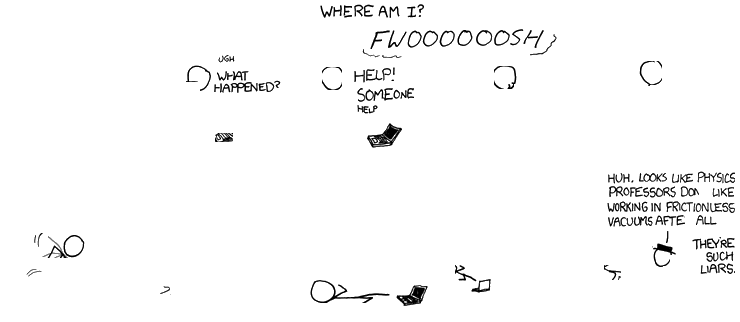 WHERE AM I?
FWOOOOOOSH
UGH
WHAT
HAPPENED?
HELP!
SOMEONE
HELP
HUH. LOOKS LIKE PHYSICS
PROFESSORS DON LIKE
WORKING IN FRICTIONLESS
VACUUMS AFTE ALL
THEY'RE
SUCH
LIARS.